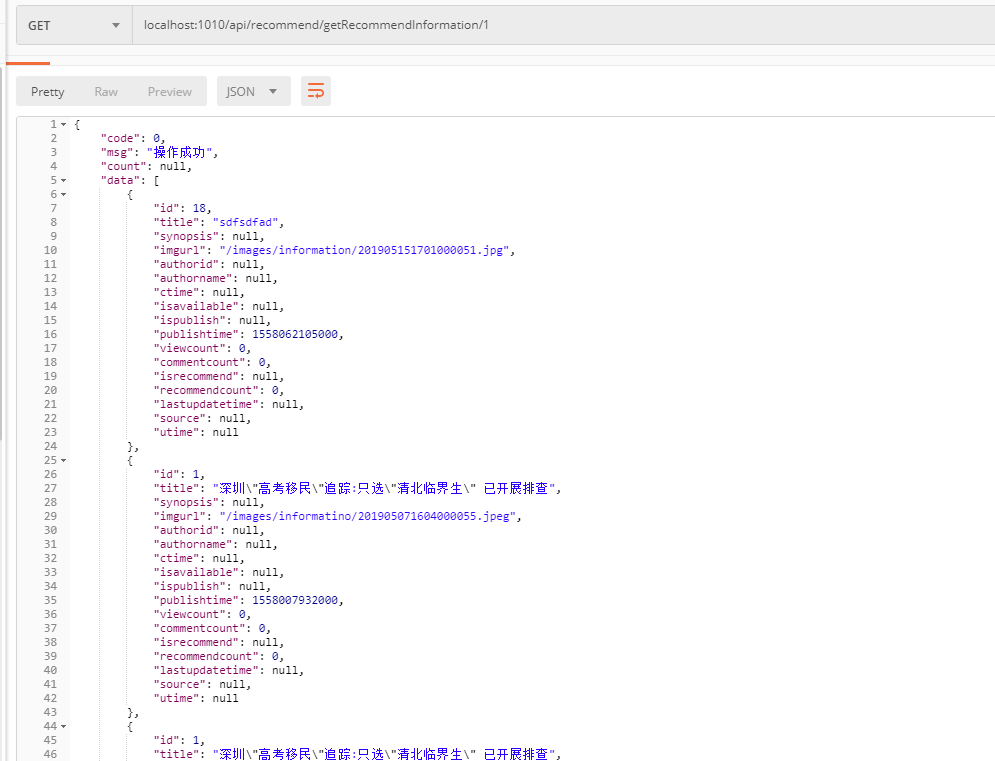 GET localhost:1010/api/recommend/getRecommendInformation/1
Pretty Raw Preview JSON
1 {
2 "code": 0,
3 "msg": "操作成功",
4 "count": null,
5 "data": [
6 {
7 "id": 18,
8 "title": "sdfsdfad",
9 "synopsis": null,
10 "imgurl": "/images/information/201905151701000051.jpg",
11 "authorid": null,
12 "authorname": null,
13 "ctime": null,
14 "isavailable": null,
15 "ispublish": null,
16 "publishtime": 1558062105000,
17 "viewcount": 0,
18 "commentcount": 0,
19 "isrecommend": null,
20 "recommendcount": 0,
21 "lastupdatetime": null,
22 "source": null,
23 "utime": null
24 },
25 {
26 "id": 1,
27 "title": "深圳\"高考移民\"追踪:只选\"清北临界生\" 已开展排查",
28 "synopsis": null,
29 "imgurl": "/images/informatino/201905071604000055.jpeg",
30 "authorid": null,
31 "authorname": null,
32 "ctime": null,
33 "isavailable": null,
34 "ispublish": null,
35 "publishtime": 1558007932000,
36 "viewcount": 0,
37 "commentcount": 0,
38 "isrecommend": null,
39 "recommendcount": 0,
40 "lastupdatetime": null,
41 "source": null,
42 "utime": null
43 },
44 {
45 "id": 1,
46 "title": "深圳\"高考移民\"追踪:只选\"清北临界生\" 已开展排查",